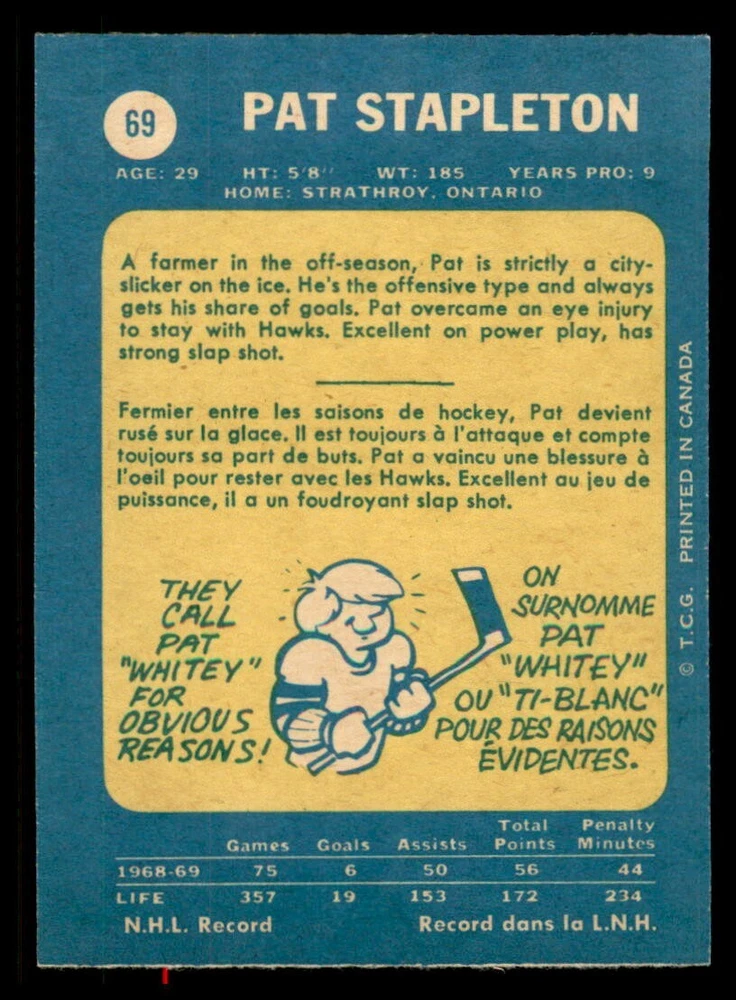 69
PAT STAPLETON
AGE: 29 HT: 5'8" WT: 185 YEARS PRO: 9
HOME: STRATHROY, ONTARIO
A farmer in the off-season, Pat is strictly a city-
slicker on the ice. He's the offensive type and always
gets his share of goals. Pat overcame an eye injury
to stay with Hawks. Excellent on power play, has
strong slap shot.
Fermier entre les saisons de hockey, Pat devient
rusé sur la glace. Il est toujours à l'attaque et compte
toujours sa part de buts. Pat a vaincu une blessure à
l'oeil pour rester avec les Hawks. Excellent au jeu de
puissance, il a un foudroyant slap shot.
THEY
CALL
PAT
"WHITEY"
FOR
OBVIOUS
REASONS!
ON
SURNOMME
PAT
"WHITEY"
OU "TI-BLANC"
POUR DES RAISONS
ÉVIDENTES.
© T.C.G. PRINTED IN CANADA
Total Penalty
Games Goals Assists Points Minutes
1968-69 75 6 50 56 44
LIFE 357 19 153 172 234
N.H.L. Record Record dans la L.N.H.